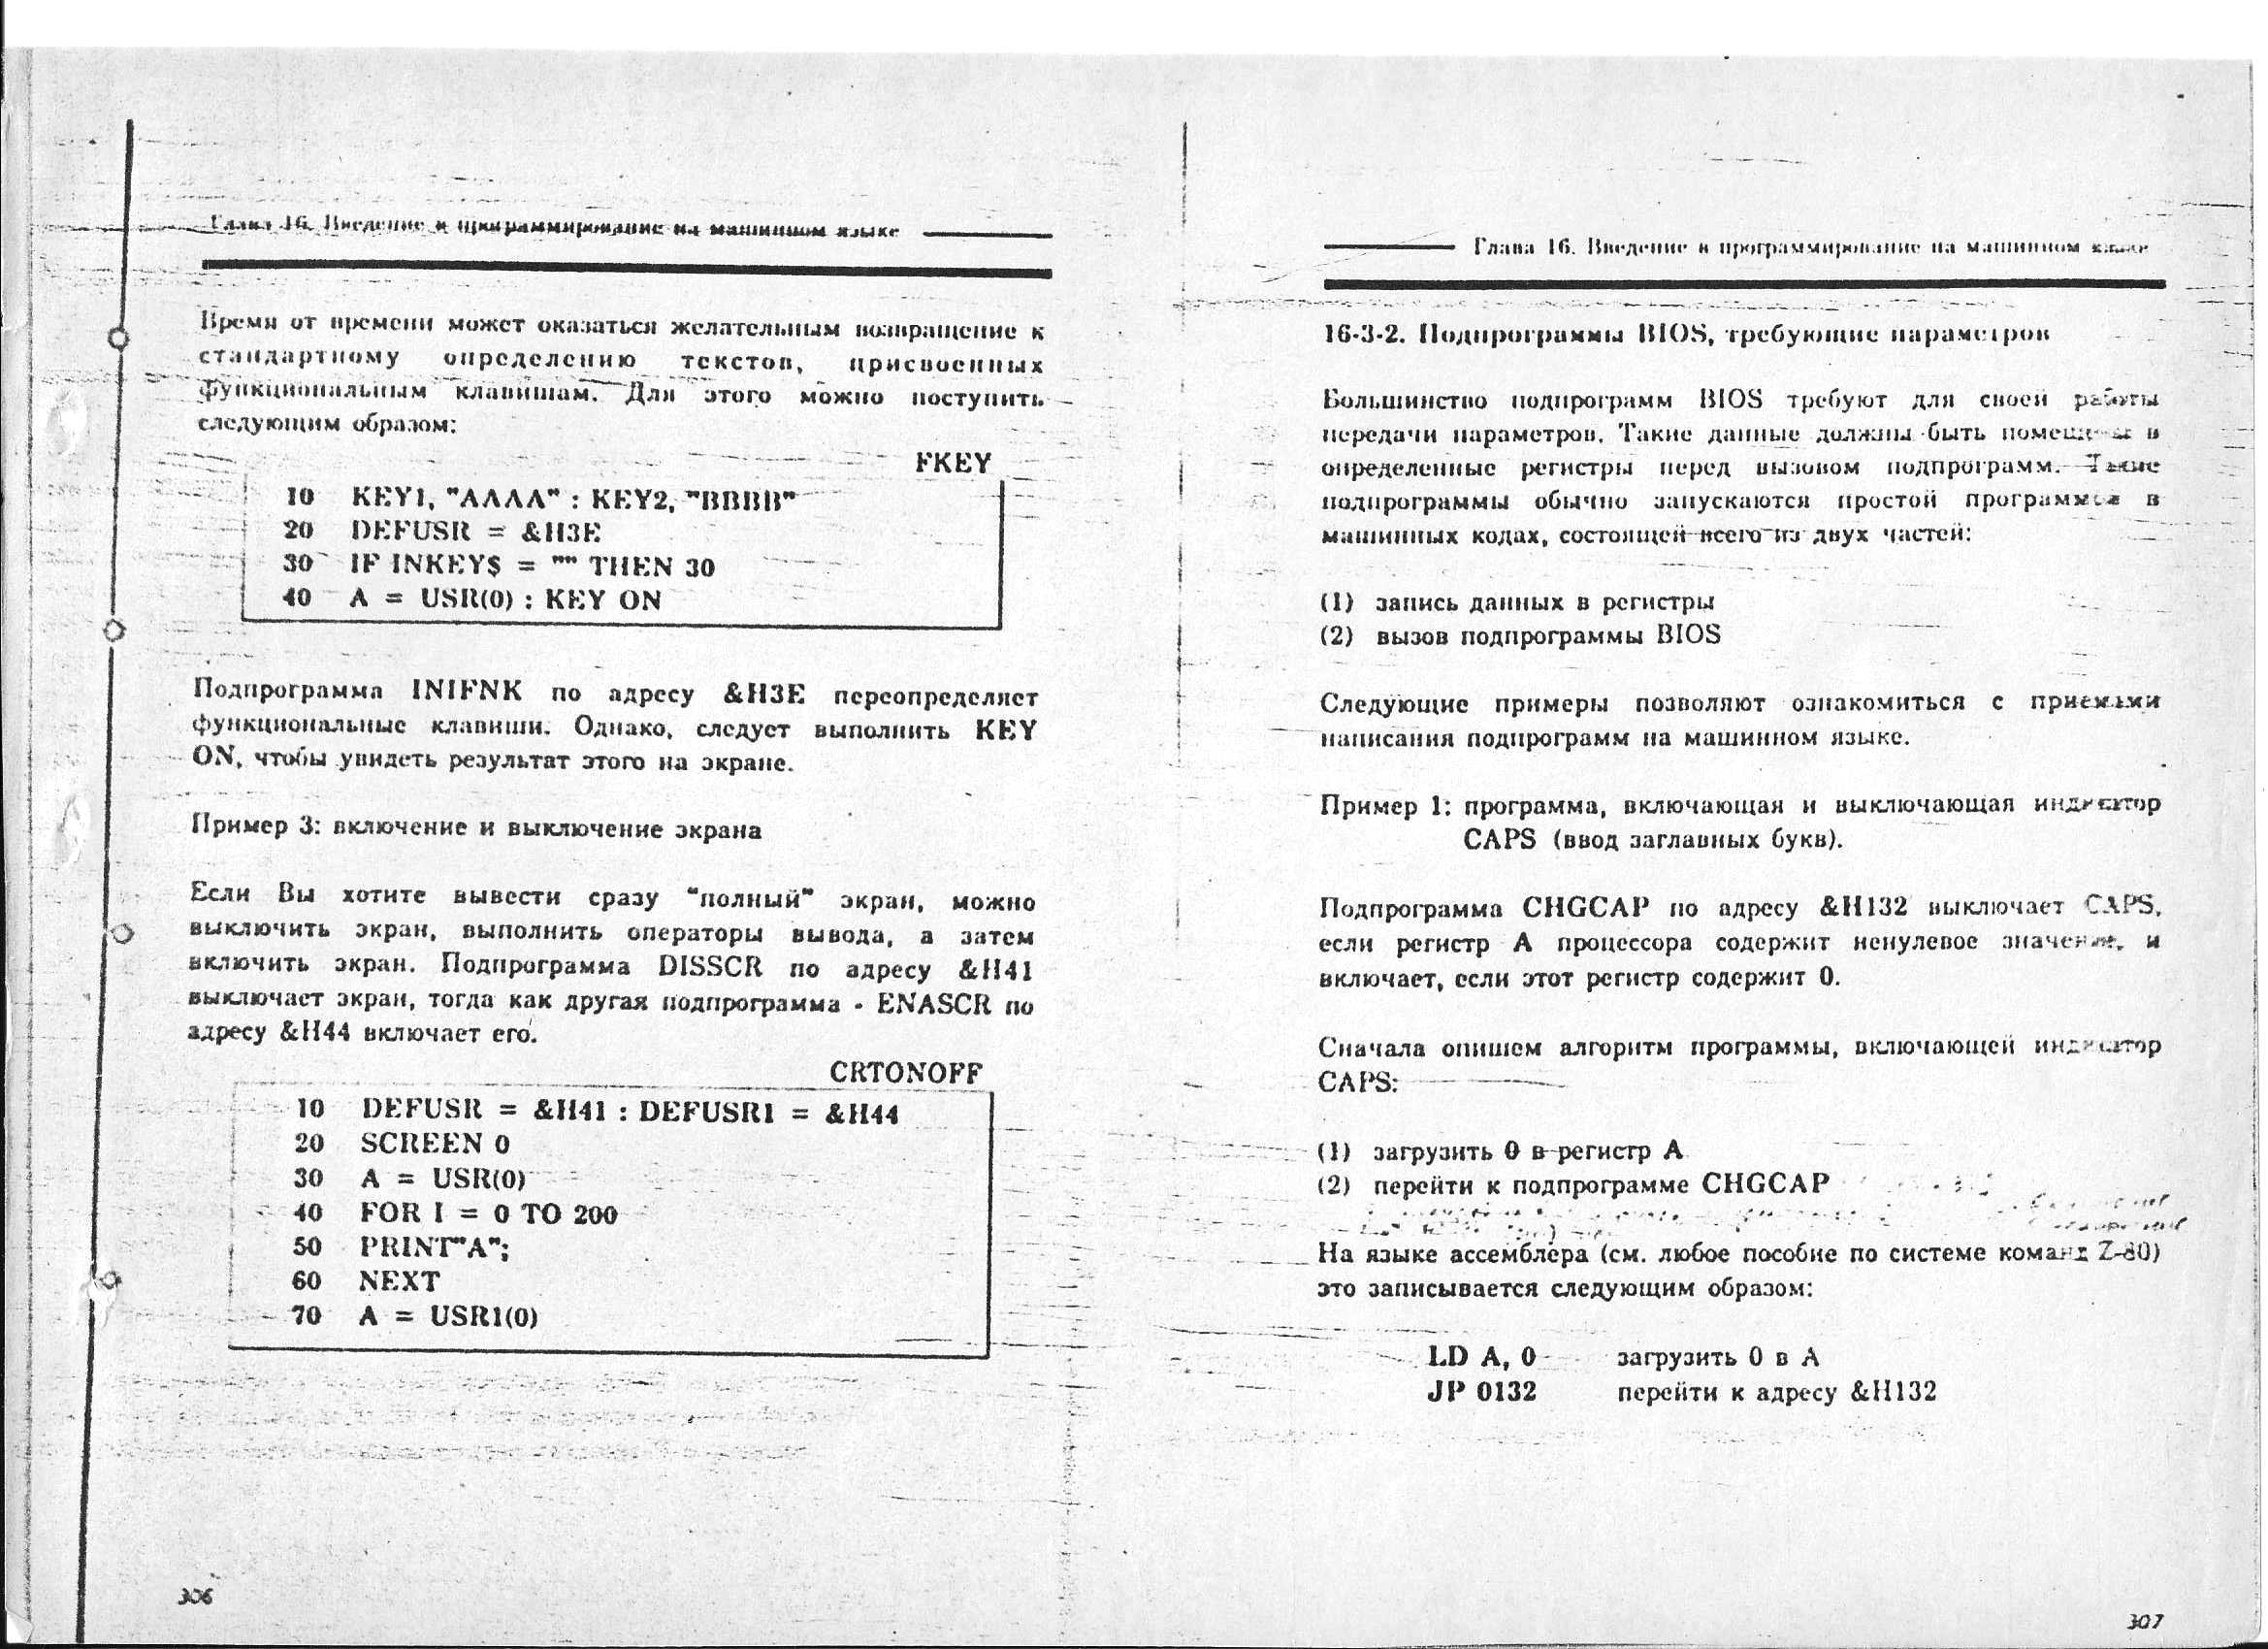 Глава 16. Введение в программирование на машинном языке
Время от времени может оказаться желательным возвращение к
стандартному определению текстов, присвоенных
функциональным клавишам. Для этого можно поступить
следующим образом:
FKEY
10 KEY1, "AAAA" : KEY2, "BBBB"
20 DEFUSR = &H3E
30 IF INKEY$ = "" THEN 30
40 A = USR(0) : KEY ON
Подпрограмма INIFNK по адресу &H3E переопределяет
функциональные клавиши. Однако, следует выполнить KEY
ON, чтобы увидеть результат этого на экране.
Пример 3: включение и выключение экрана
Если Вы хотите вывести сразу "полный" экран, можно
выключить экран, выполнить операторы вывода, а затем
включить экран. Подпрограмма DISSCR по адресу &H41
выключает экран, тогда как другая подпрограмма - ENASCR по
адресу &H44 включает его.
CRTONOFF
10 DEFUSR = &H41 : DEFUSR1 = &H44
20 SCREEN 0
30 A = USR(0)
40 FOR I = 0 TO 200
50 PRINT"A";
60 NEXT
70 A = USR1(0)
306
Глава 16. Введение в программирование на машинном языке
16-3-2. Подпрограммы BIOS, требующие параметров
Большинство подпрограмм BIOS требуют для своей работы
передачи параметров. Такие данные должны быть помещены в
определенные регистры перед вызовом подпрограмм. Такие
подпрограммы обычно запускаются простой программой в
машинных кодах, состоящей всего из двух частей:
(1) запись данных в регистры
(2) вызов подпрограммы BIOS
Следующие примеры позволяют ознакомиться с приемами
написания подпрограмм на машинном языке.
Пример 1: программа, включающая и выключающая индикатор
CAPS (ввод заглавных букв).
Подпрограмма CHGCAP по адресу &H132 выключает CAPS,
если регистр A процессора содержит ненулевое значение, и
включает, если этот регистр содержит 0.
Сначала опишем алгоритм программы, включающей индикатор
CAPS:
(1) загрузить 0 в регистр A
(2) перейти к подпрограмме CHGCAP
На языке ассемблера (см. любое пособие по системе команд Z-80)
это записывается следующим образом:
LD A, 0 загрузить 0 в A
JP 0132 перейти к адресу &H132
307